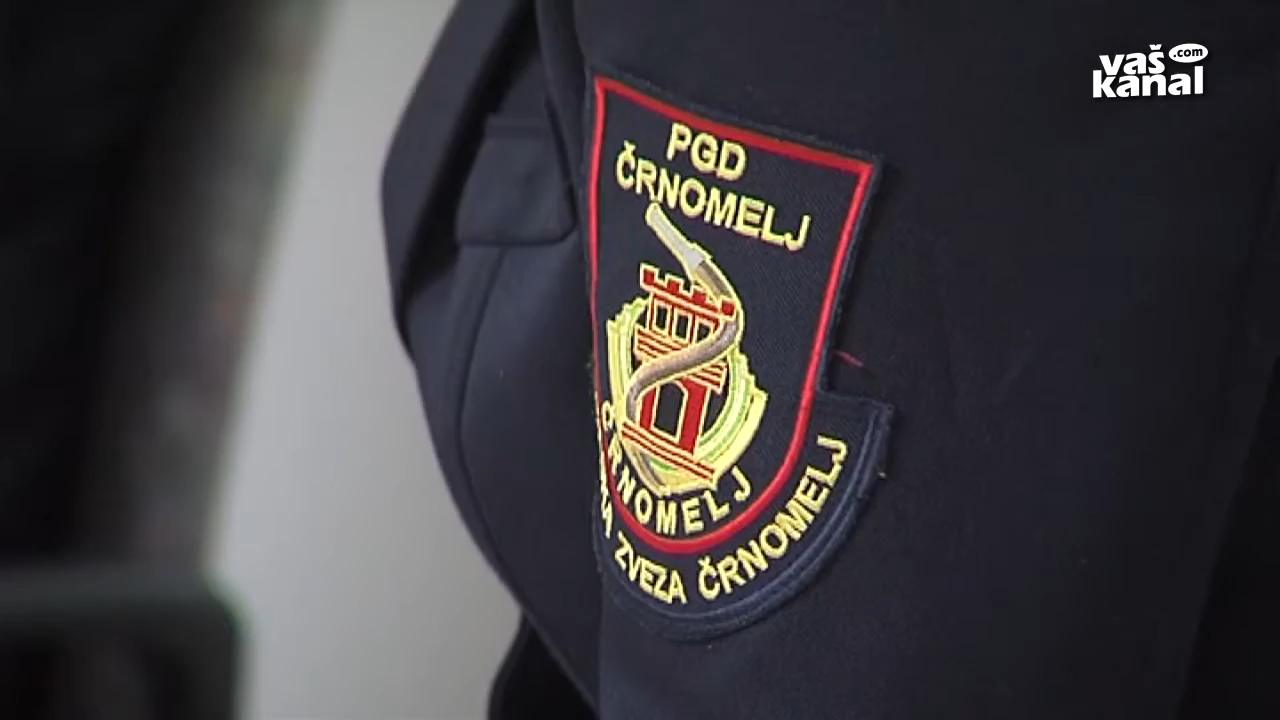 vaš .com
kanal
PGD
ČRNOMELJ
ČRNOMELJ
ZVEZA ČRNOMELJ